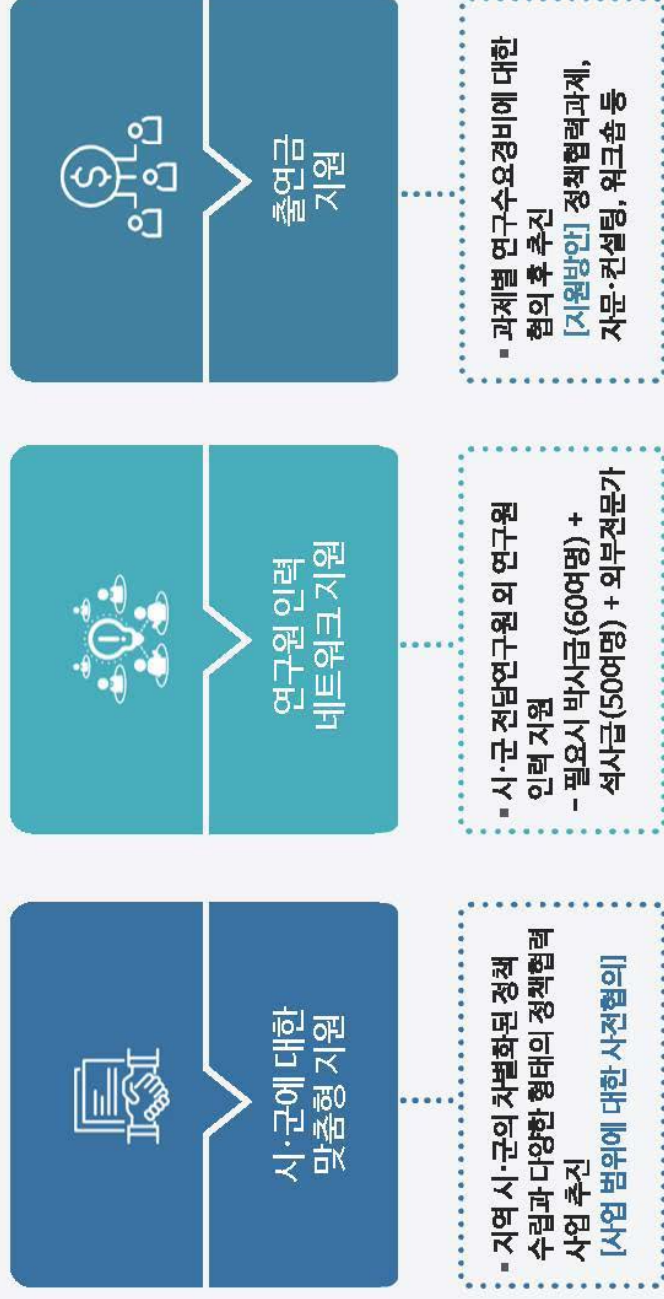 시·군에 대한
맞춤형 지원
▪ 지역 시·군의 차별화된 정책
수립과 다양한 형태의 정책협력
사업 추진
[사업 범위에 대한 사전협의]
연구원 인력
네트워크 지원
▪ 시·군 전담연구원 외 연구원
인력 지원
- 필요시 박사급(60여명) +
석사급(50여명) + 외부전문가
출연금
지원
▪ 과제별 연구수요경비에 대한
협의 후 추진
[지원방안] 정책협력과제,
자문·컨설팅, 워크숍 등